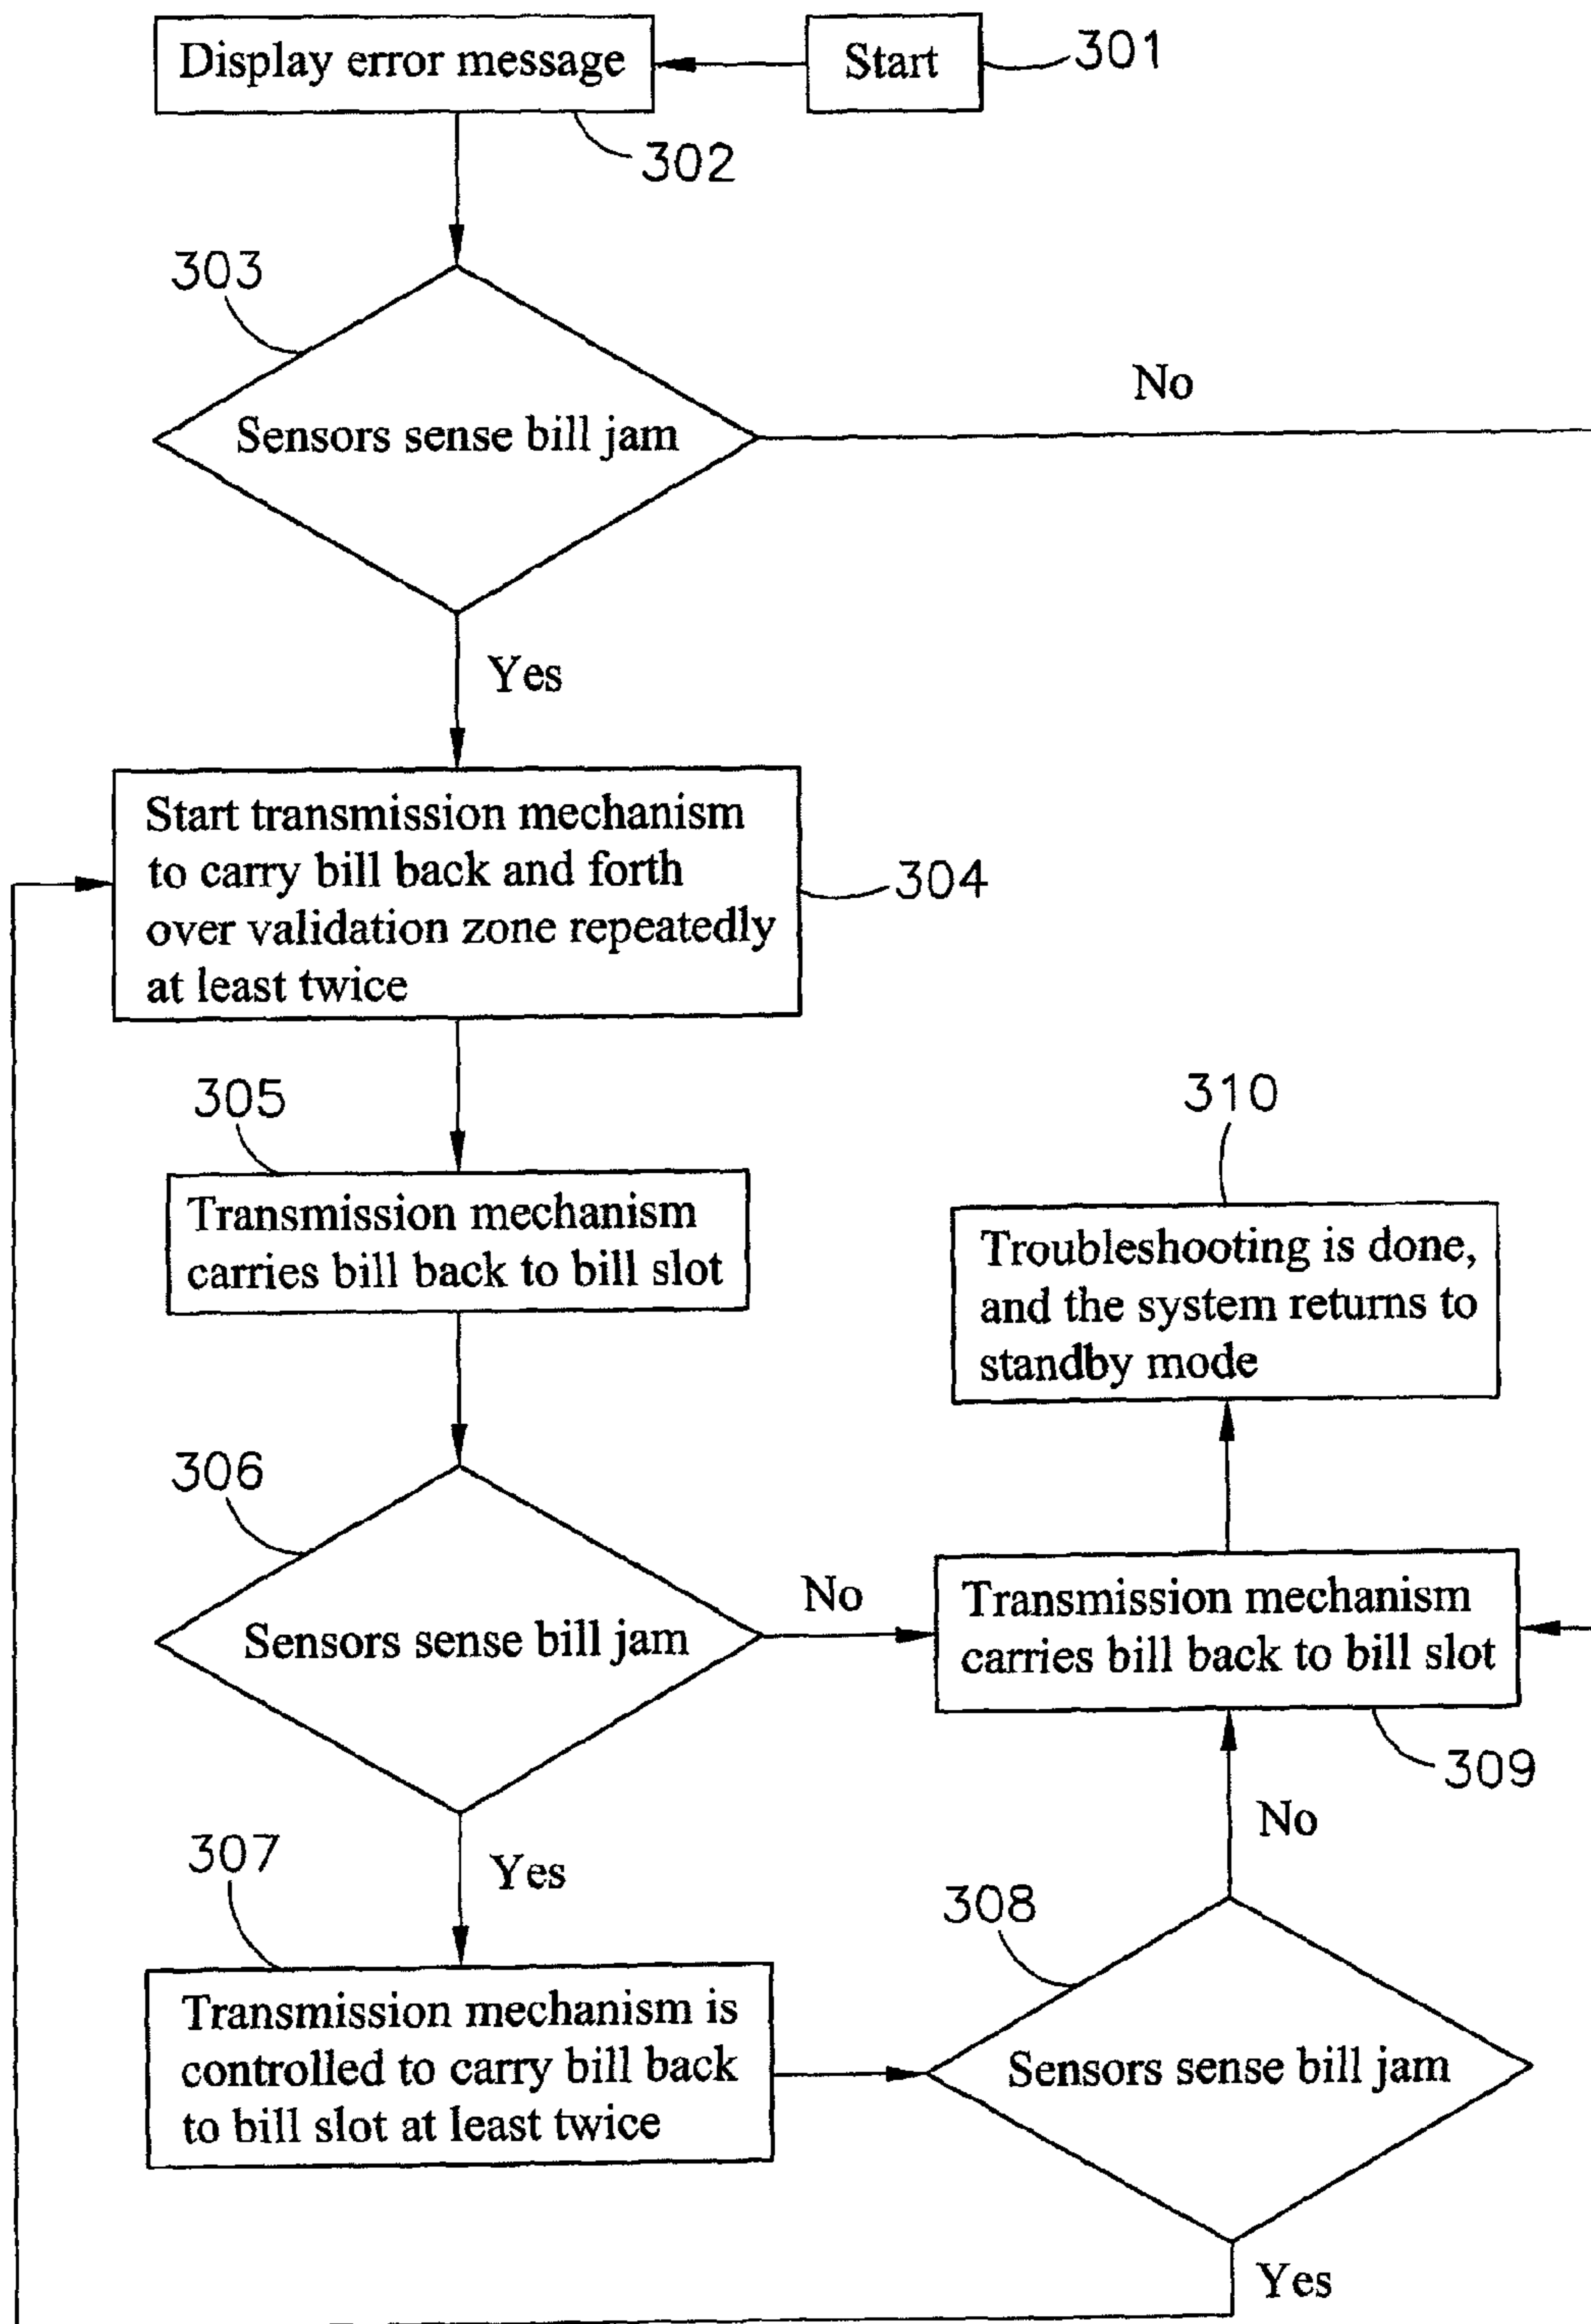 Display error message
Start
301
302
303
Sensors sense bill jam
No
Yes
Start transmission mechanism
to carry bill back and forth
over validation zone repeatedly
at least twice
304
305
Transmission mechanism
carries bill back to bill slot
310
Troubleshooting is done,
and the system returns to
standby mode
306
Sensors sense bill jam
No
Transmission mechanism
carries bill back to bill slot
309
Yes
No
307
Transmission mechanism is
controlled to carry bill back
to bill slot at least twice
308
Sensors sense bill jam
Yes